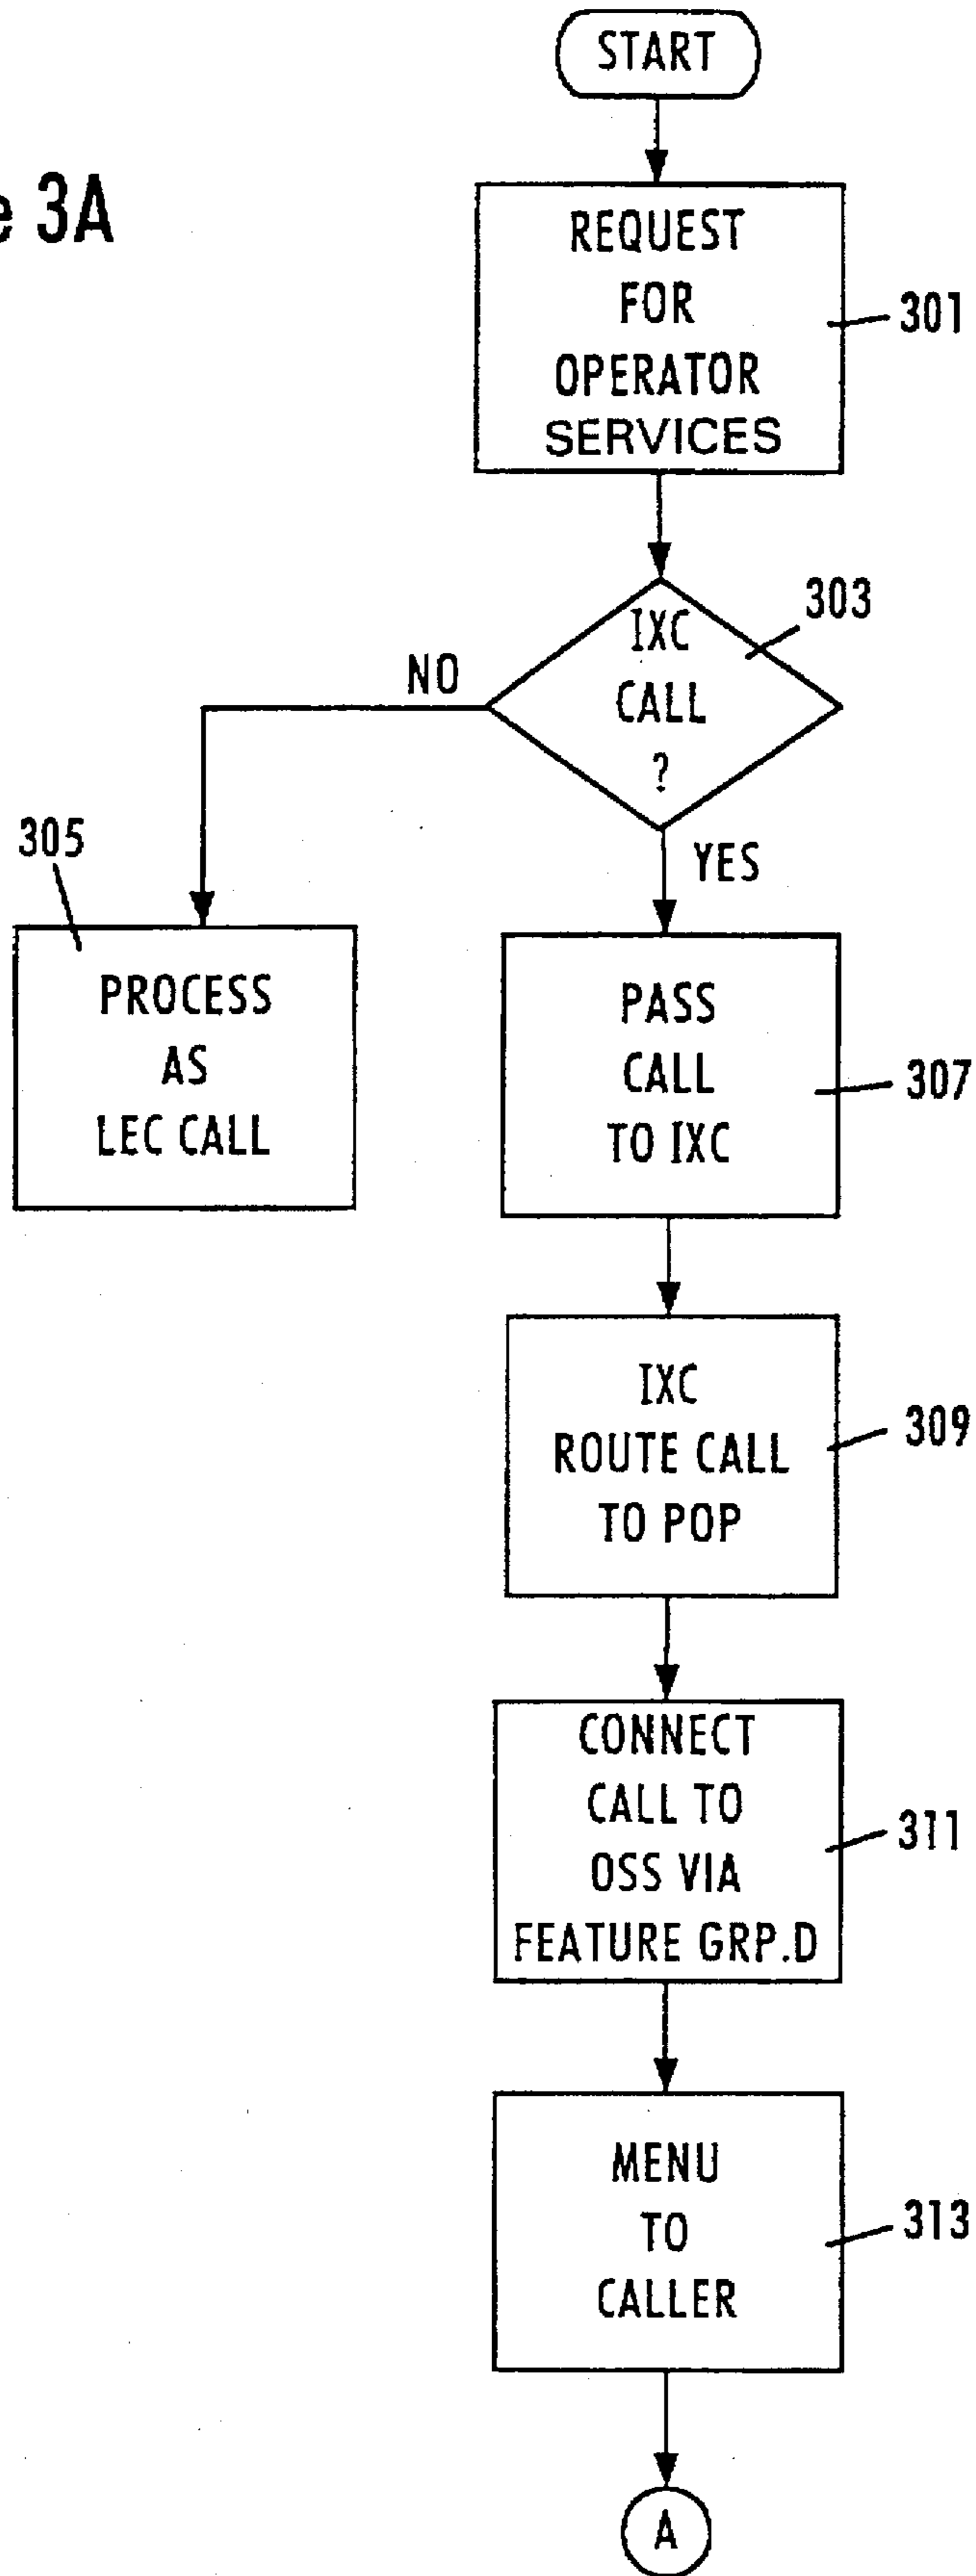 3A
START
REQUEST
FOR
OPERATOR
SERVICES
301
IXC
CALL
?
303
NO
YES
305
PROCESS
AS
LEC CALL
PASS
CALL
TO IXC
307
IXC
ROUTE CALL
TO POP
309
CONNECT
CALL TO
OSS VIA
FEATURE GRP.D
311
MENU
TO
CALLER
313
A